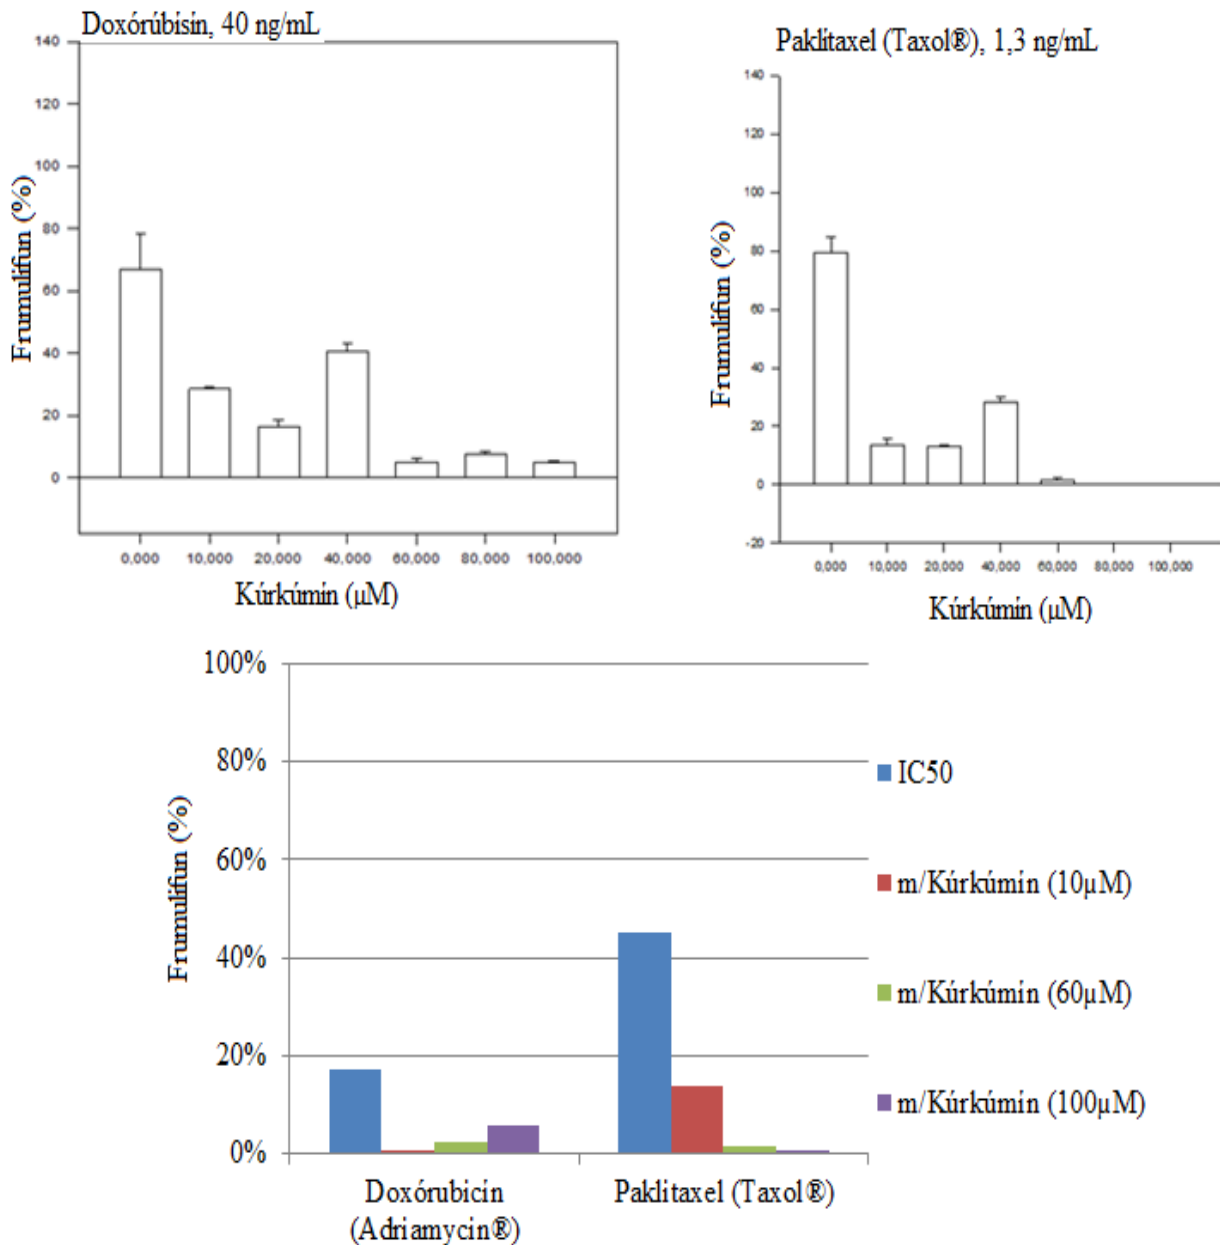 Doxórúbisín, 40 ng/mL
140
120
100
80
60
40
20
0
Frumulifun (%)
0,000 10,000 20,000 40,000 60,000 80,000 100,000
Kúrkúmín (µM)
Paklitaxel (Taxol®), 1,3 ng/mL
140
120
100
80
60
40
20
0
-20
Frumulifun (%)
0,000 10,000 20,000 40,000 60,000 80,000 100,000
Kúrkúmín (µM)
100%
80%
60%
40%
20%
0%
Frumulifun (%)
Doxórubicin
(Adriamycin®)
Paklitaxel (Taxol®)
IC50
m/Kúrkúmín (10µM)
m/Kúrkúmín (60µM)
m/Kúrkúmín (100µM)